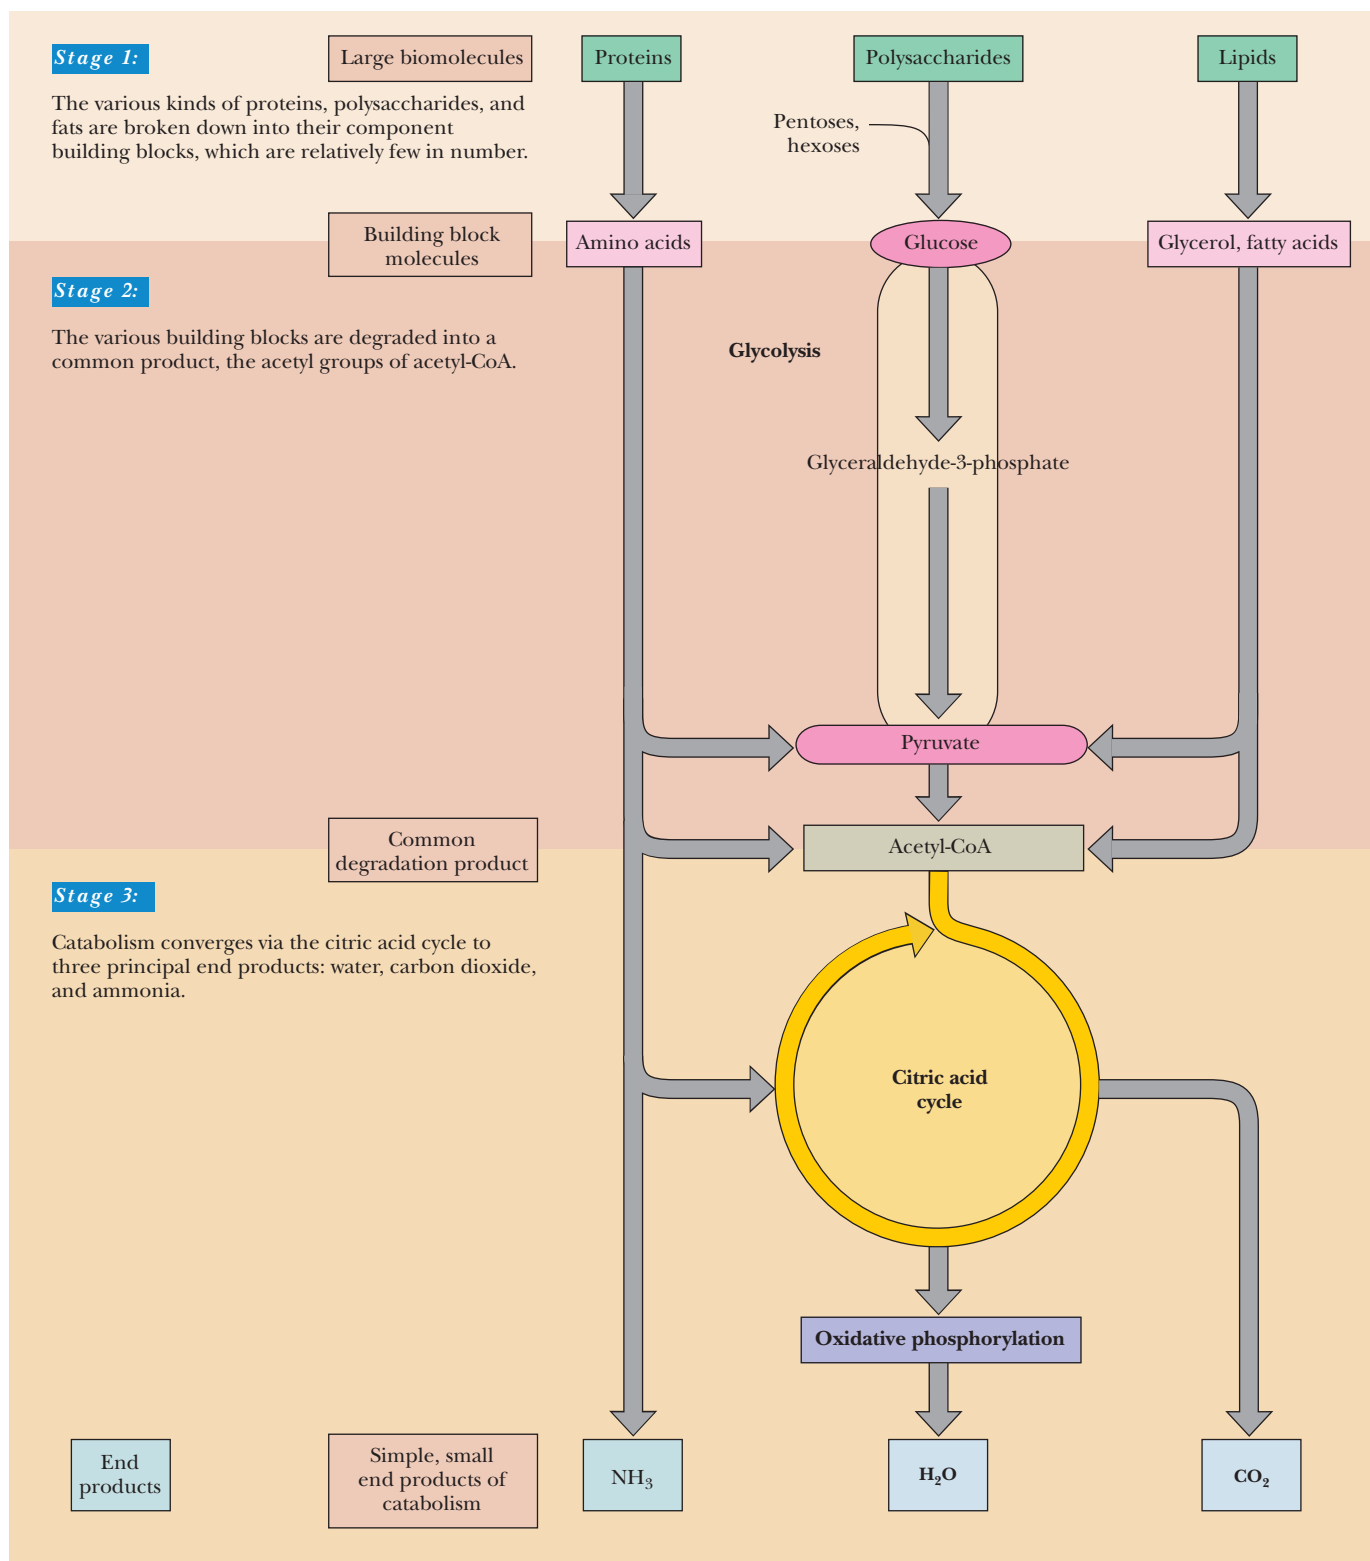 Stage 1:
Large biomolecules
Proteins
Polysaccharides
Lipids
The various kinds of proteins, polysaccharides, and
fats are broken down into their component
building blocks, which are relatively few in number.
Pentoses,
hexoses
Building block
molecules
Amino acids
Glucose
Glycerol, fatty acids
Stage 2:
The various building blocks are degraded into a
common product, the acetyl groups of acetyl-CoA.
Glycolysis
Glyceraldehyde-3-phosphate
Pyruvate
Common
degradation product
Acetyl-CoA
Stage 3:
Catabolism converges via the citric acid cycle to
three principal end products: water, carbon dioxide,
and ammonia.
Citric acid
cycle
Oxidative phosphorylation
End
products
Simple, small
end products of
catabolism
NH₃
H₂O
CO₂